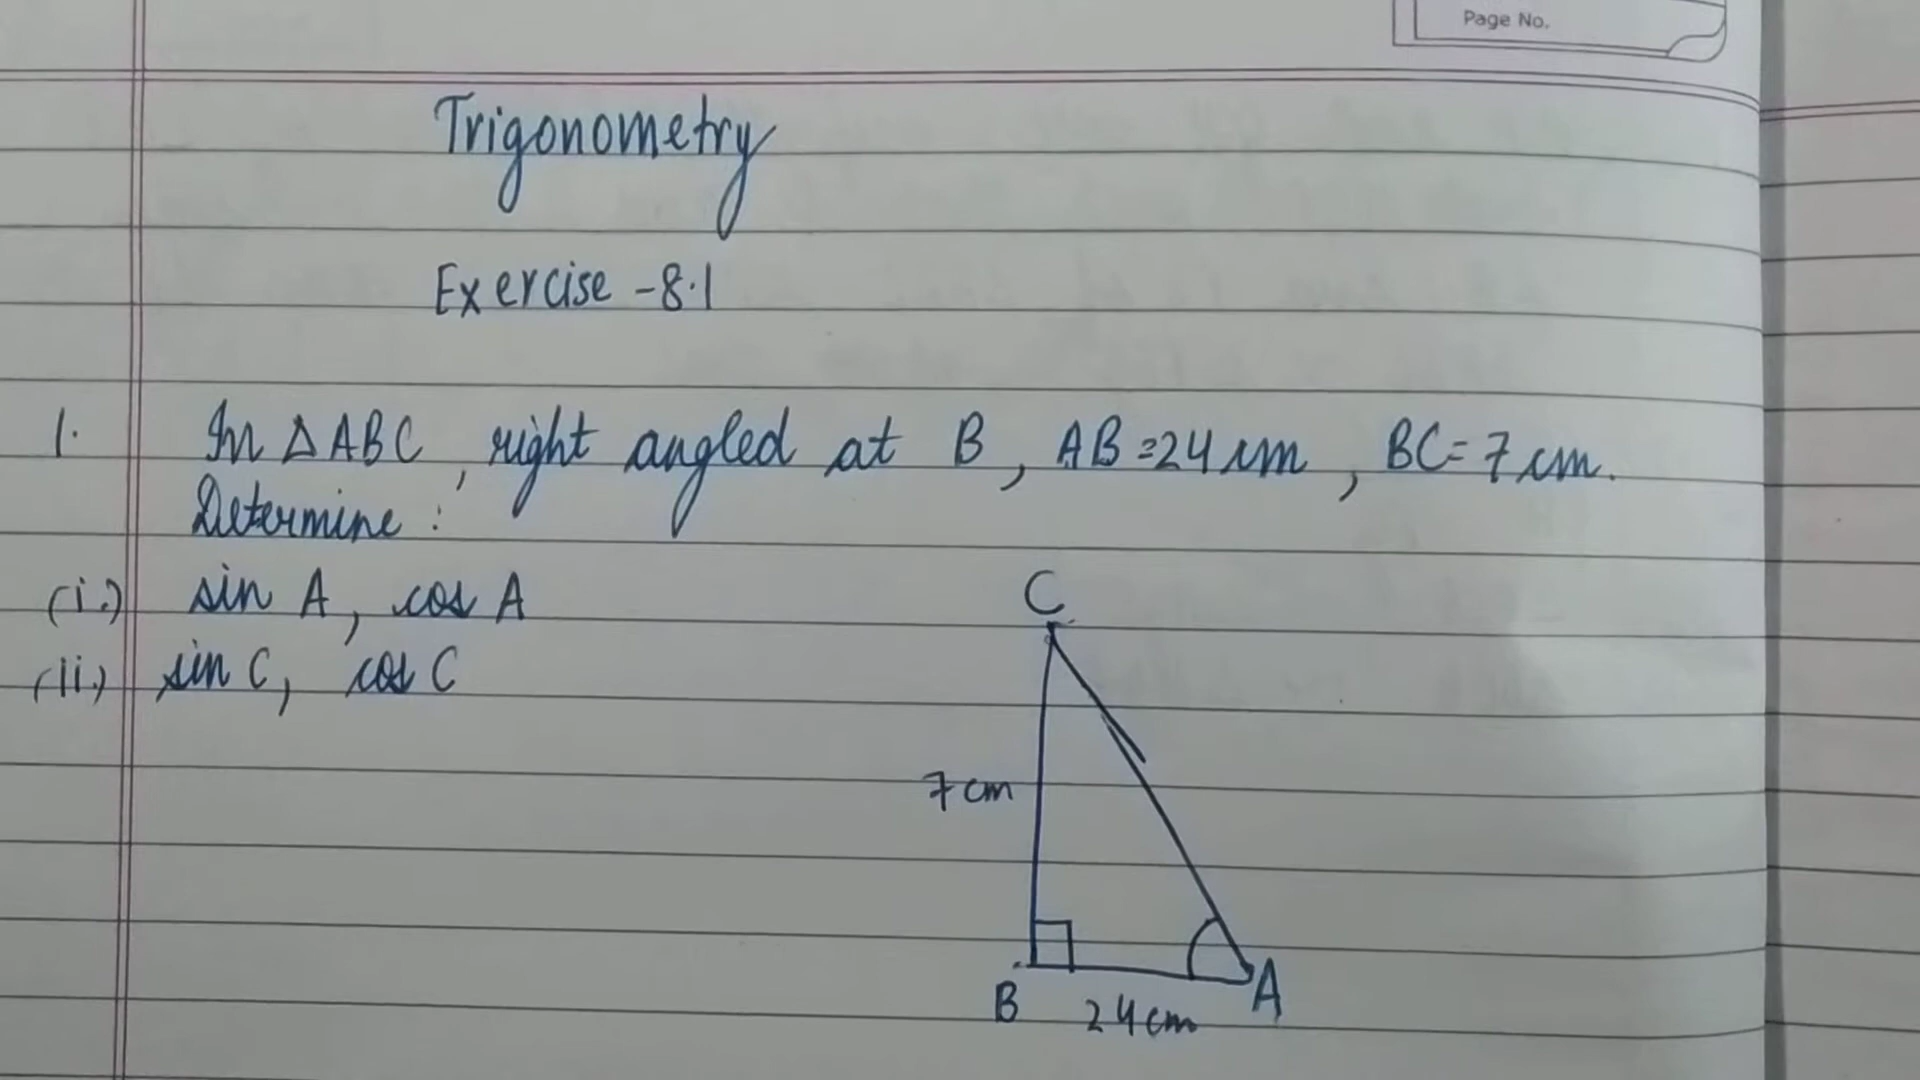 Page No.
Trigonometry
Exercise -8.1
1. In △ABC, right angled at B, AB=24 cm, BC=7 cm.
Determine :
(i.) sin A, cos A
(ii.) sin C, cos C
C
7 cm
B
A
24 cm